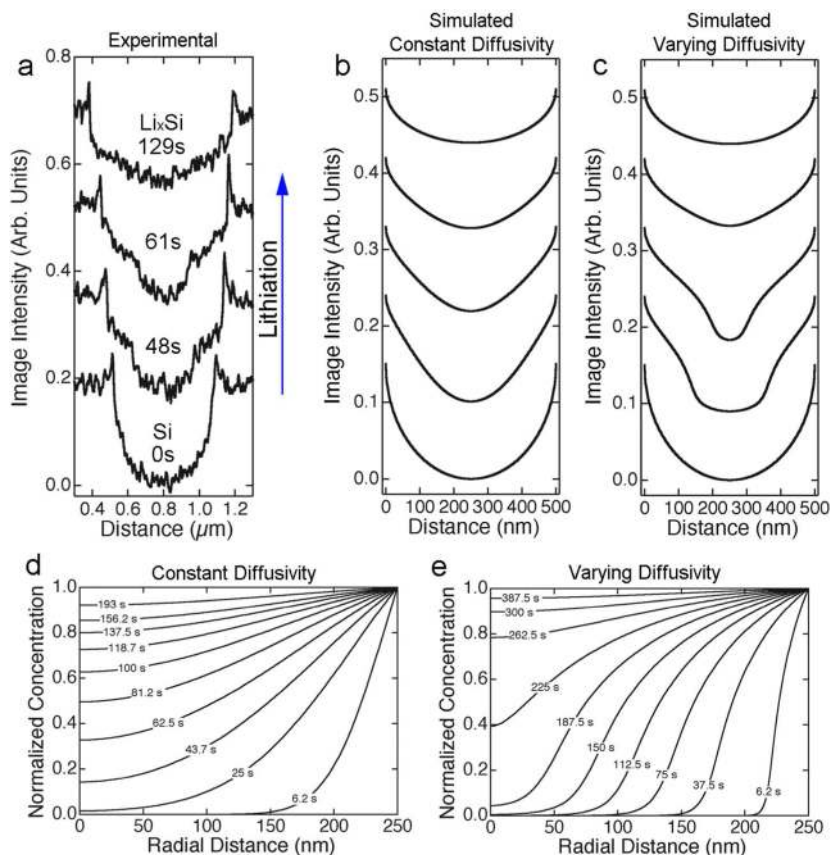 Experimental
Simulated
Constant Diffusivity
Simulated
Varying Diffusivity
a
b
c
Image Intensity (Arb. Units)
0.8
0.6
0.4
0.2
0.0
LiₓSi
129s
61s
48s
Si
0s
Lithiation
0.4 0.8 1.2
Distance (µm)
Image Intensity (Arb. Units)
0.5
0.4
0.3
0.2
0.1
0.0
0 100 200 300 400 500
Distance (nm)
Image Intensity (Arb. Units)
0.5
0.4
0.3
0.2
0.1
0.0
0 100 200 300 400 500
Distance (nm)
d
Constant Diffusivity
Normalized Concentration
1.0
0.8
0.6
0.4
0.2
0.0
193 s
156.2 s
137.5 s
118.7 s
100 s
81.2 s
62.5 s
43.7 s
25 s
6.2 s
0 50 100 150 200 250
Radial Distance (nm)
e
Varying Diffusivity
Normalized Concentration
1.0
0.8
0.6
0.4
0.2
0.0
387.5 s
300 s
262.5 s
225 s
187.5 s
150 s
112.5 s
75 s
37.5 s
6.2 s
0 50 100 150 200 250
Radial Distance (nm)